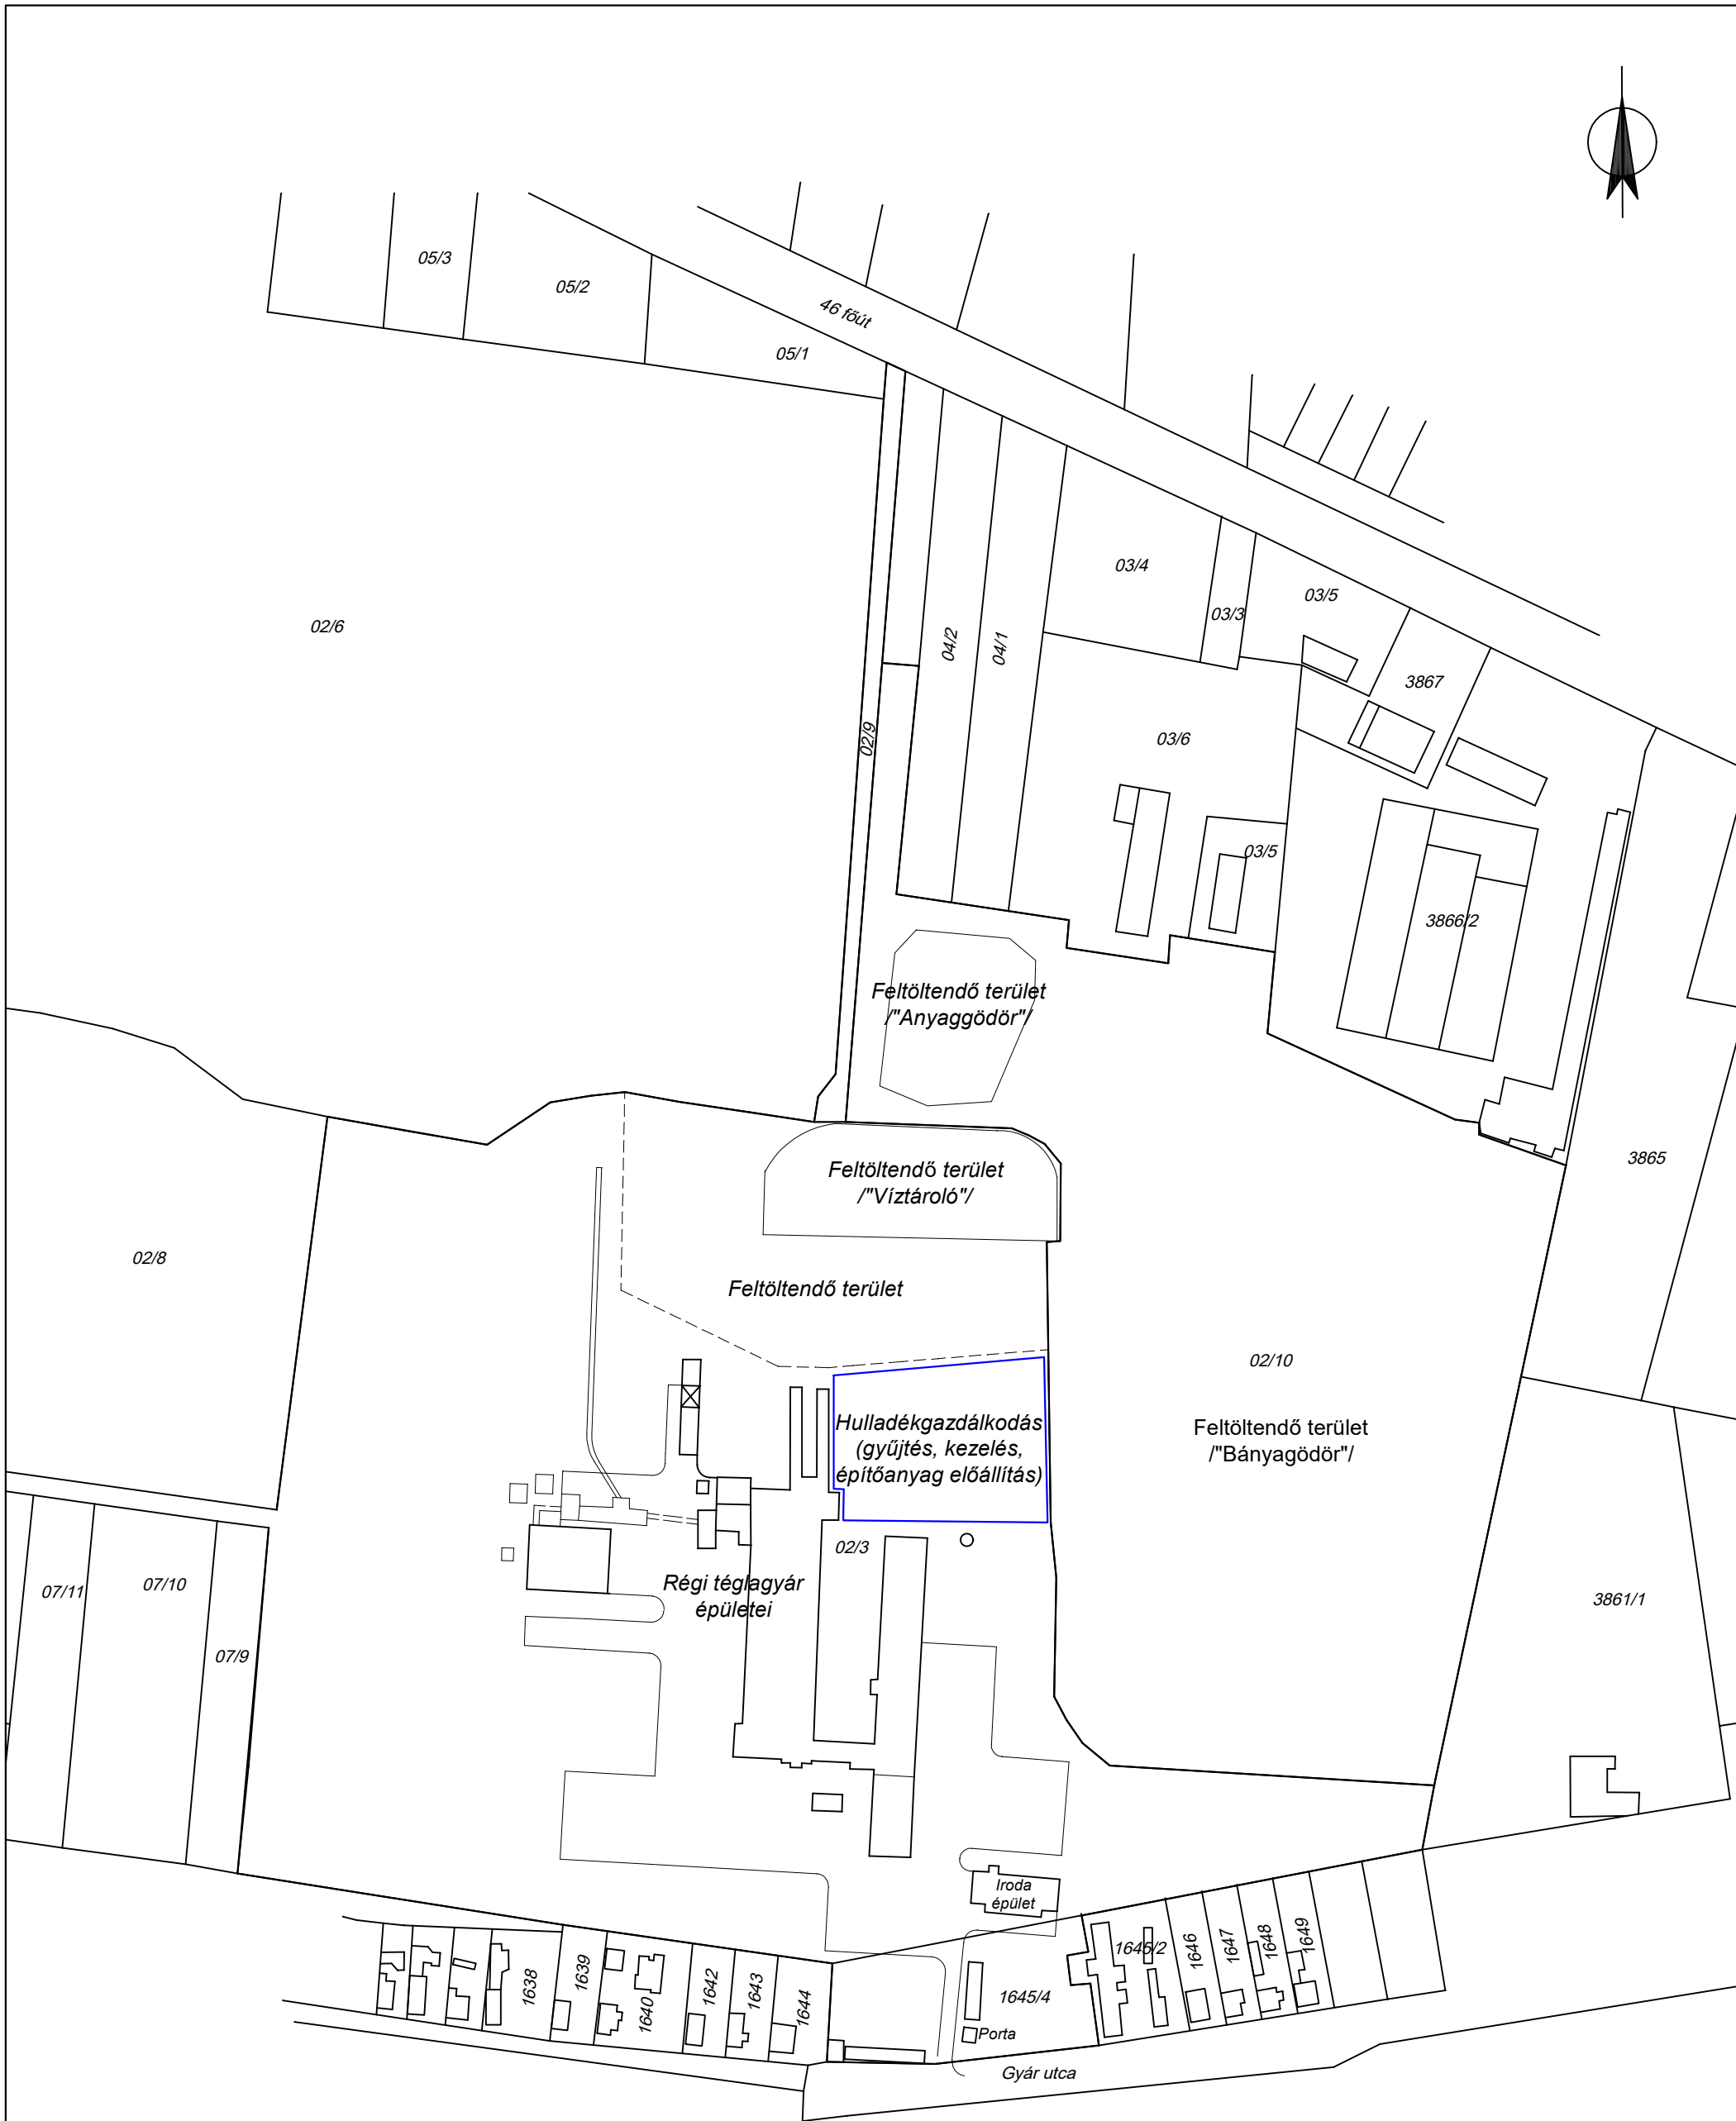 05/3
05/2
46 főút
05/1
03/4
03/5
03/3
02/6
04/2
04/1
3867
02/9
03/6
03/5
3866/2
Feltöltendő terület
/"Anyaggödör"/
3865
Feltöltendő terület
/"Víztároló"/
02/8
Feltöltendő terület
02/10
Hulladékgazdálkodás
(gyűjtés, kezelés,
építőanyag előállítás)
Feltöltendő terület
/"Bányagödör"/
02/3
07/11
07/10
Régi téglagyár
épületei
3861/1
07/9
Iroda
épület
1638
1639
1640
1642
1643
1644
1645/2
1646
1647
1648
1649
1645/4
Porta
Gyár utca